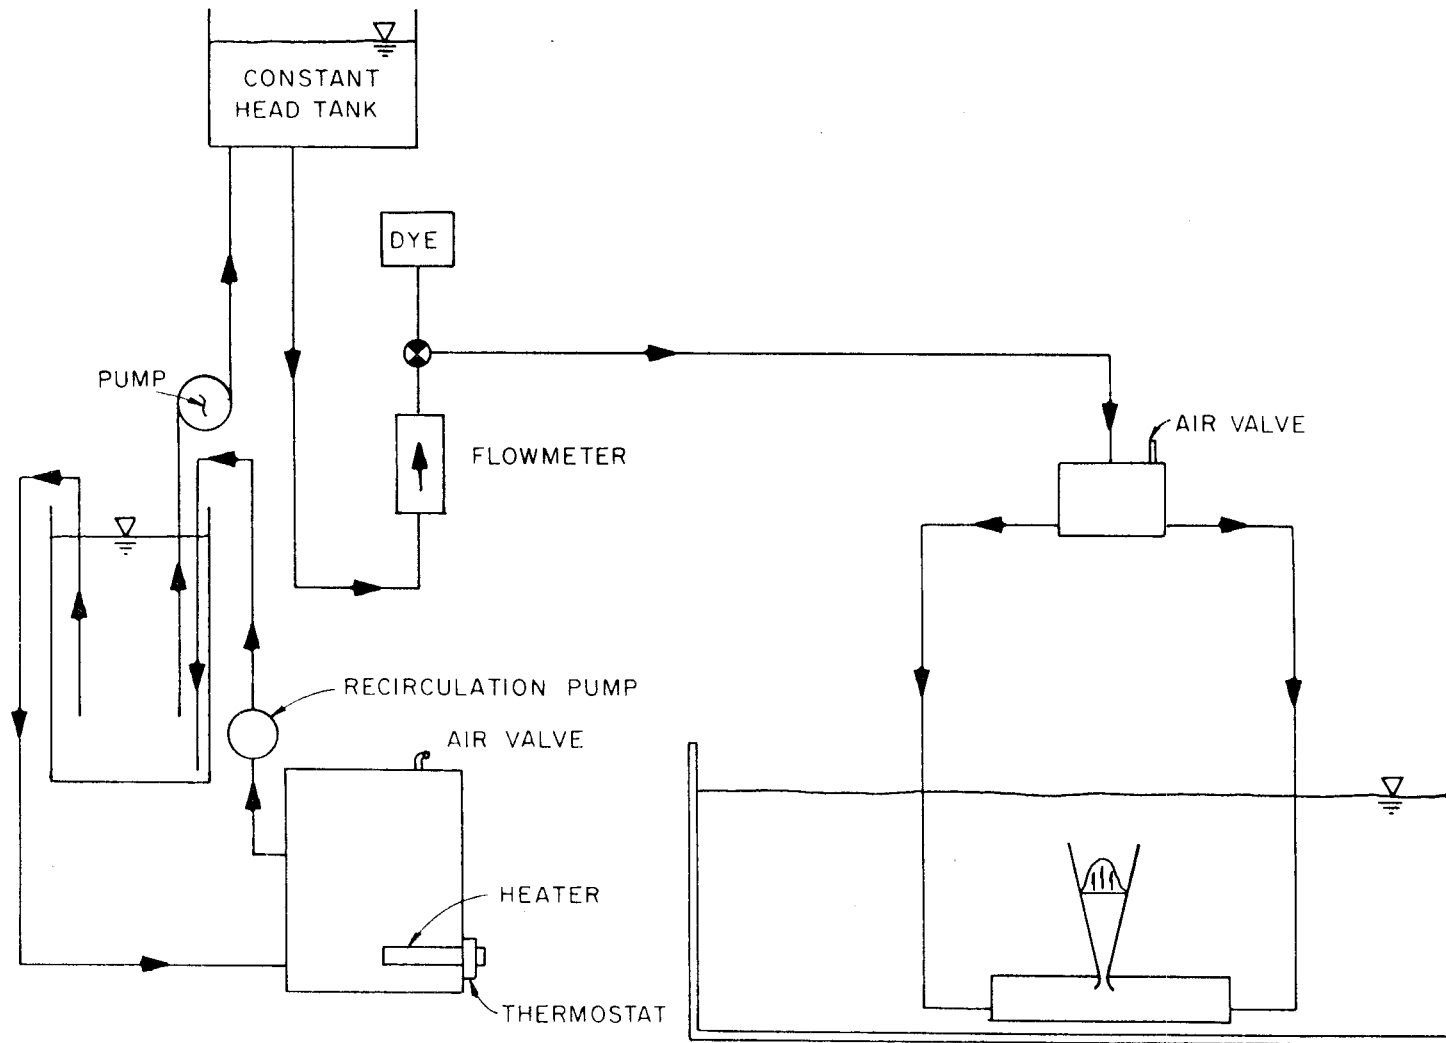 CONSTANT
HEAD TANK
DYE
PUMP
AIR VALVE
FLOWMETER
RECIRCULATION PUMP
AIR VALVE
HEATER
THERMOSTAT